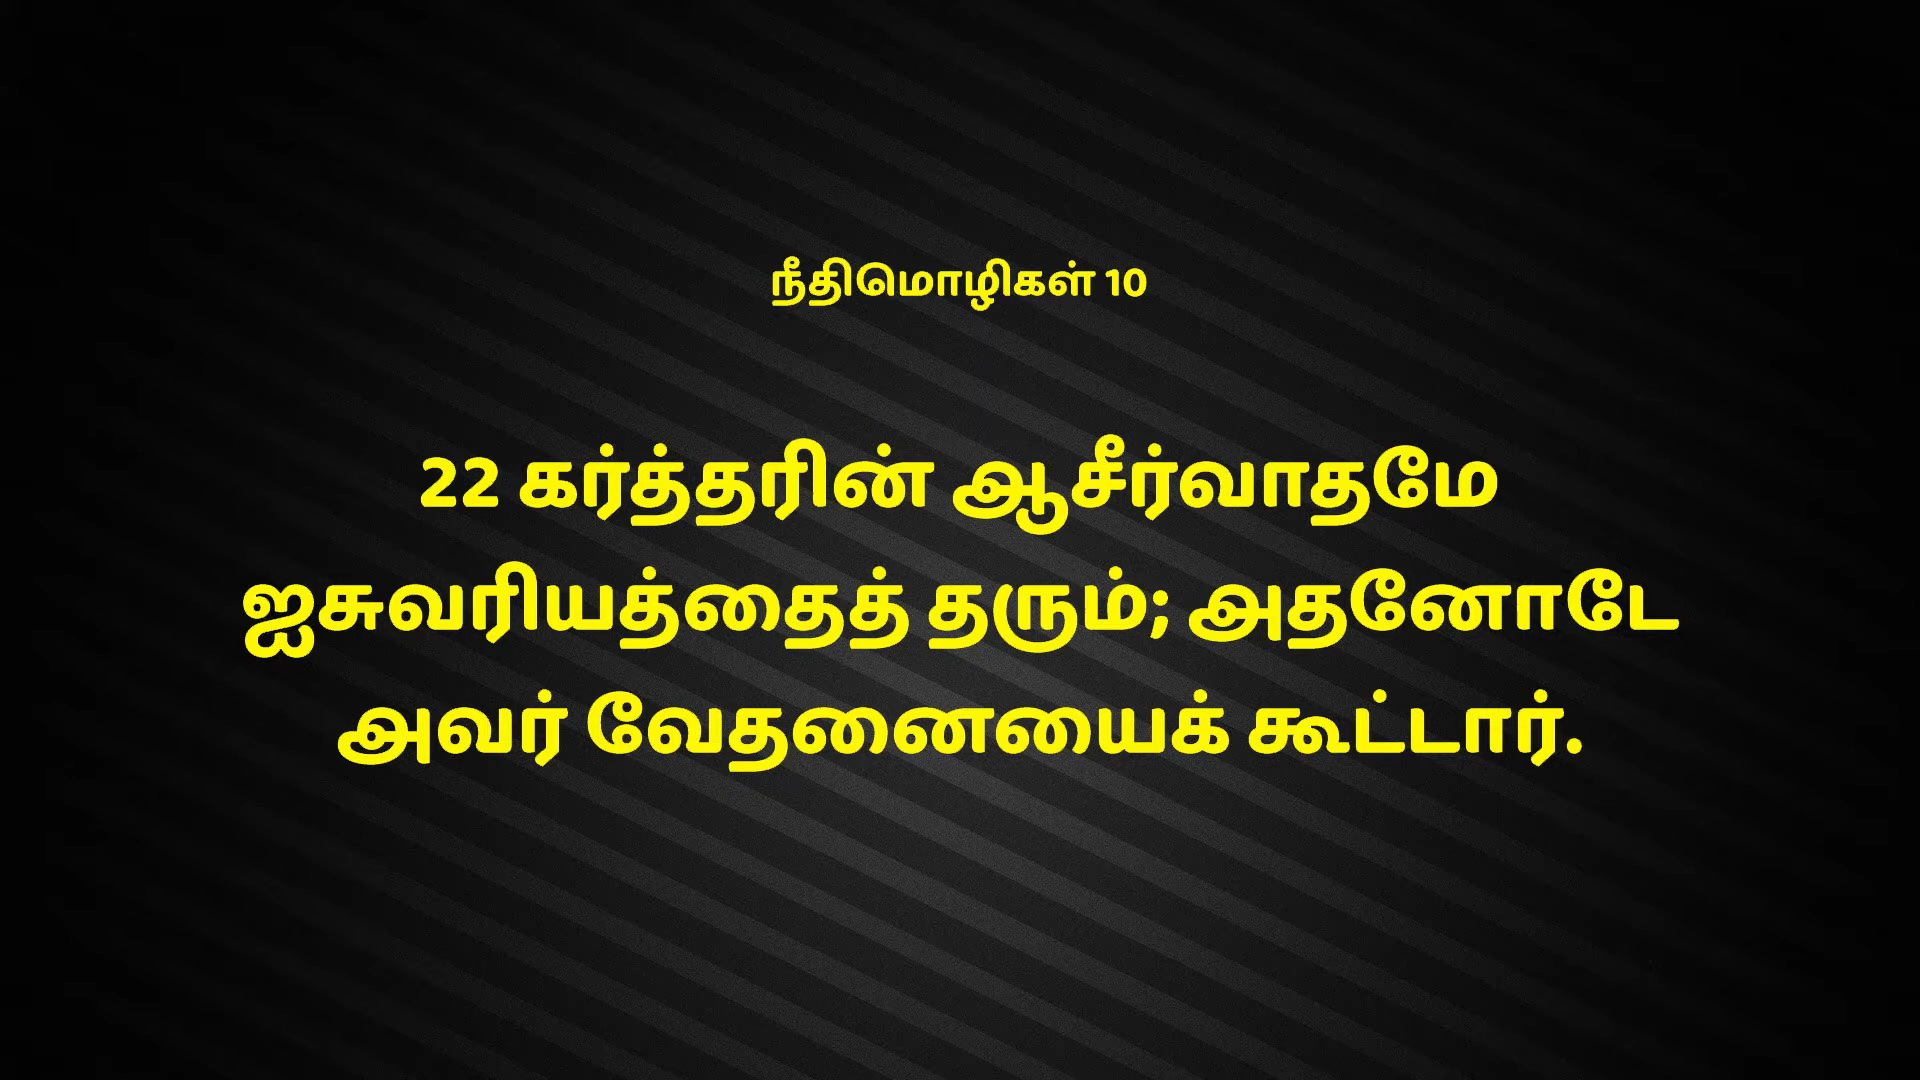 நீதிமொழிகள் 10
22 கர்த்தரின் ஆசீர்வாதமே
ஐசுவரியத்தைத் தரும்; அதனோடே
அவர் வேதனையைக் கூட்டார்.